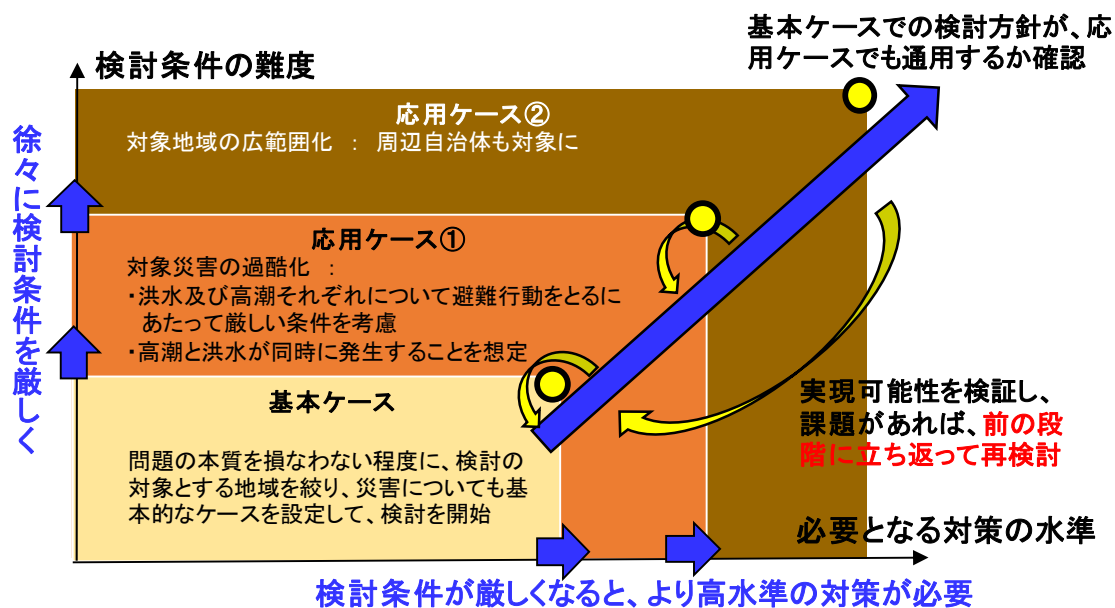 基本ケースでの検討方針が、応
用ケースでも通用するか確認
検討条件の難度
徐々に検討条件を厳しく
応用ケース②
対象地域の広範囲化 ： 周辺自治体も対象に
応用ケース①
対象災害の過酷化 ：
・洪水及び高潮それぞれについて避難行動をとるに
あたって厳しい条件を考慮
・高潮と洪水が同時に発生することを想定
基本ケース
問題の本質を損なわない程度に、検討の
対象とする地域を絞り、災害についても基
本的なケースを設定して、検討を開始
実現可能性を検証し、
課題があれば、前の段
階に立ち返って再検討
必要となる対策の水準
検討条件が厳しくなると、より高水準の対策が必要